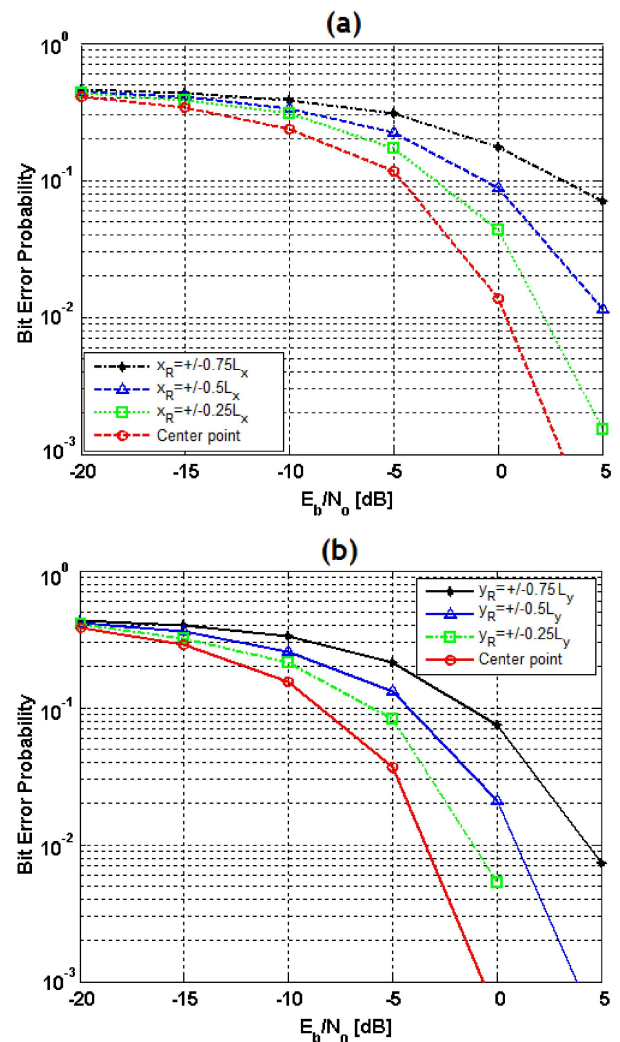 (a)
10^0
10^-1
10^-2
10^-3
Bit Error Probability
x_R=+/-0.75L_x
x_R=+/-0.5L_x
x_R=+/-0.25L_x
Center point
-20 -15 -10 -5 0 5
E_b/N_o [dB]
(b)
10^0
10^-1
10^-2
10^-3
Bit Error Probability
y_R=+/-0.75L_y
y_R=+/-0.5L_y
y_R=+/-0.25L_y
Center point
-20 -15 -10 -5 0 5
E_b/N_o [dB]